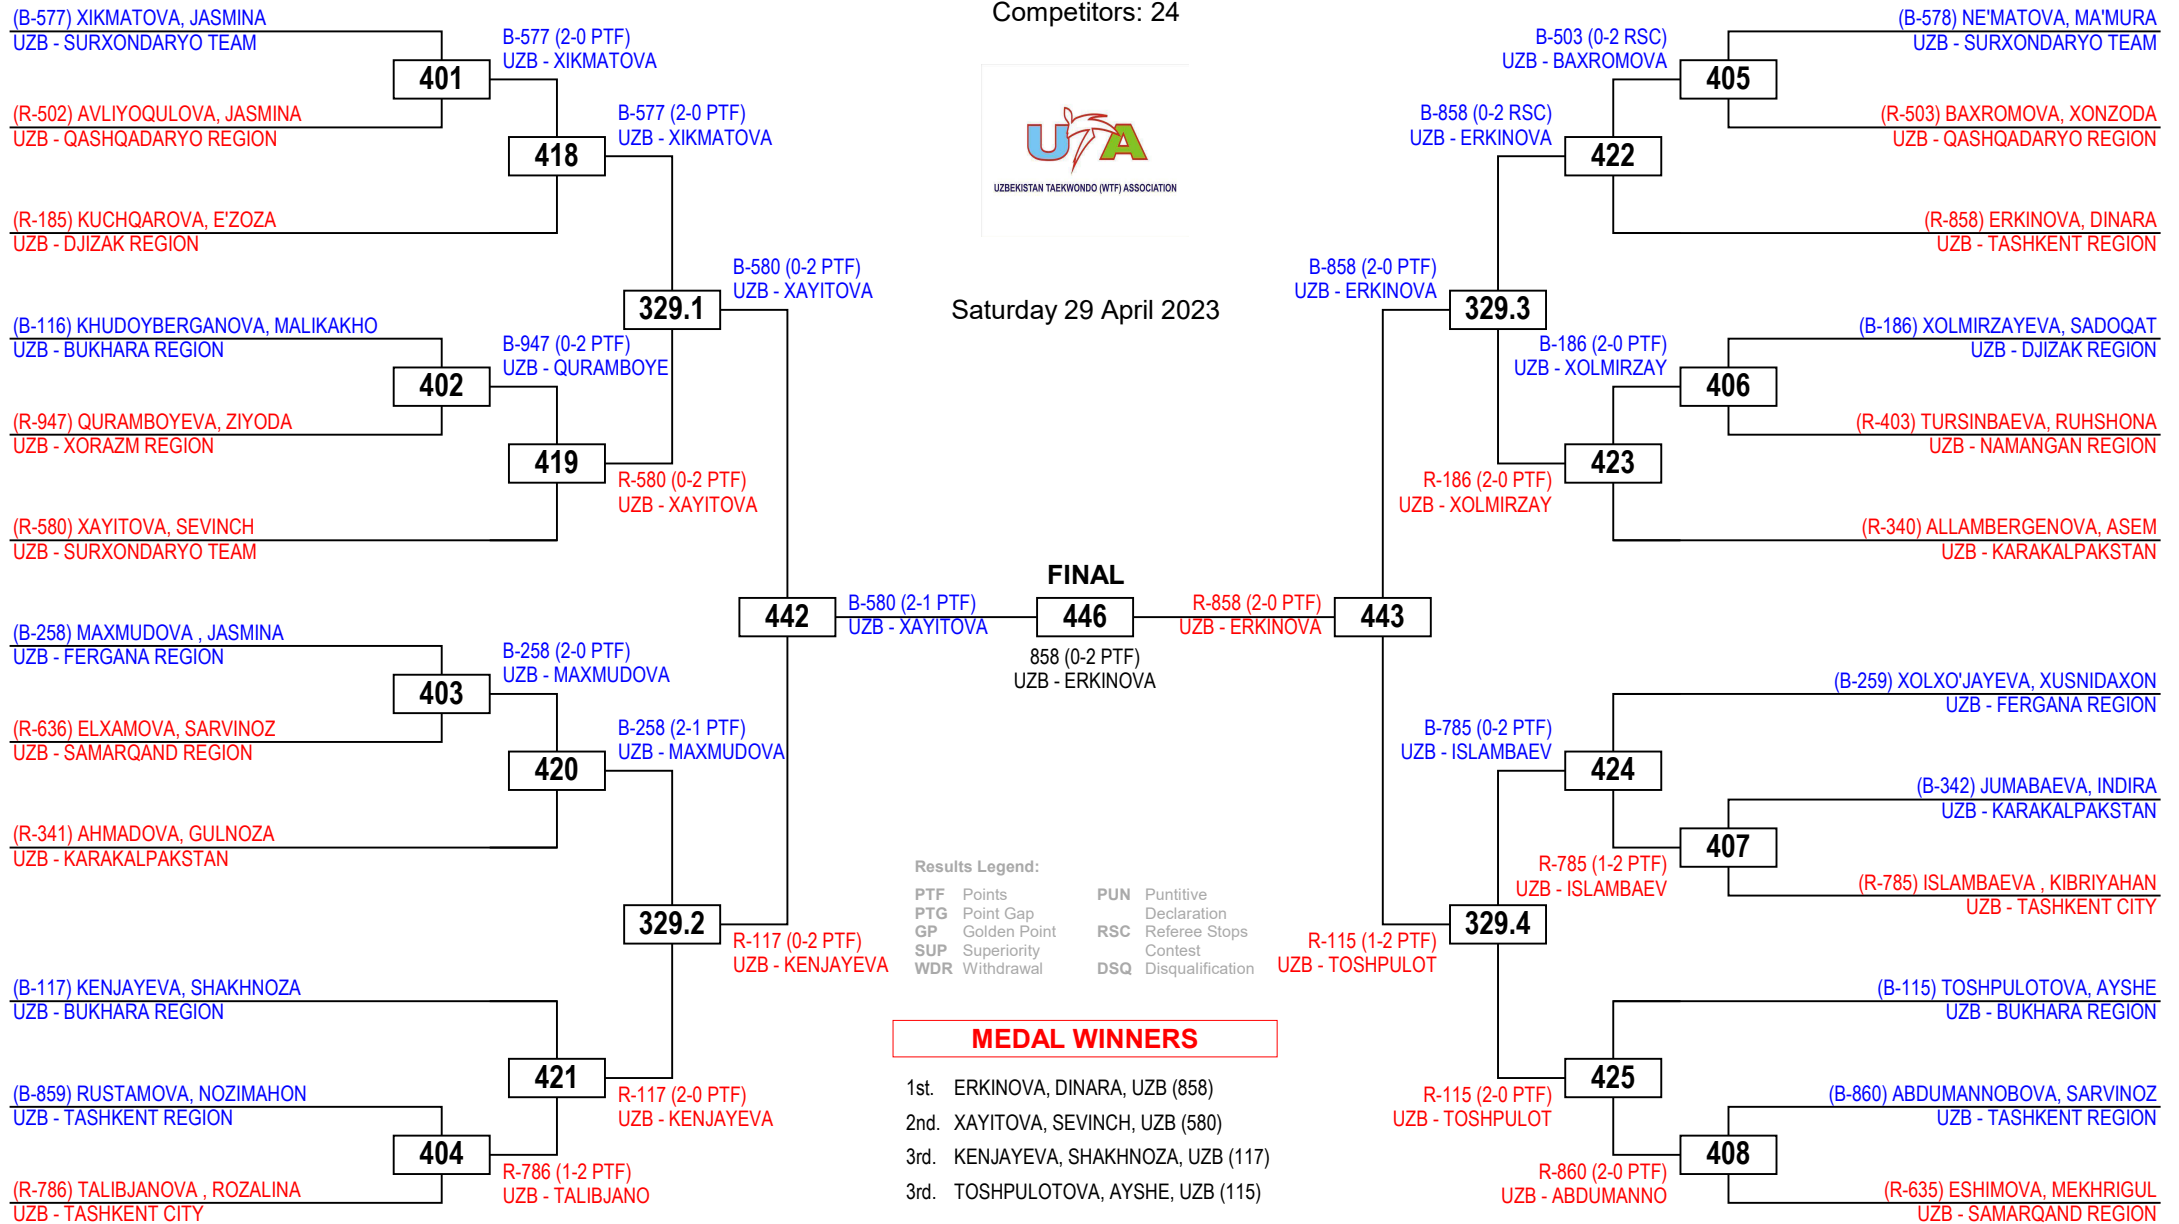 Competitors: 24
UTA
UZBEKISTAN TAEKWONDO (WTF) ASSOCIATION
Saturday 29 April 2023
(B-577) XIKMATOVA, JASMINA
UZB - SURXONDARYO TEAM
401
(R-502) AVLIYOQULOVA, JASMINA
UZB - QASHQADARYO REGION
B-577 (2-0 PTF)
UZB - XIKMATOVA
418
(R-185) KUCHQAROVA, E'ZOZA
UZB - DJIZAK REGION
B-577 (2-0 PTF)
UZB - XIKMATOVA
329.1
B-580 (0-2 PTF)
UZB - XAYITOVA
(B-116) KHUDOYBERGANOVA, MALIKAKHO
UZB - BUKHARA REGION
402
(R-947) QURAMBOYEVA, ZIYODA
UZB - XORAZM REGION
B-947 (0-2 PTF)
UZB - QURAMBOYE
419
(R-580) XAYITOVA, SEVINCH
UZB - SURXONDARYO TEAM
R-580 (0-2 PTF)
UZB - XAYITOVA
442
B-580 (2-1 PTF)
UZB - XAYITOVA
(B-258) MAXMUDOVA , JASMINA
UZB - FERGANA REGION
403
(R-636) ELXAMOVA, SARVINOZ
UZB - SAMARQAND REGION
B-258 (2-0 PTF)
UZB - MAXMUDOVA
420
(R-341) AHMADOVA, GULNOZA
UZB - KARAKALPAKSTAN
B-258 (2-1 PTF)
UZB - MAXMUDOVA
329.2
R-117 (0-2 PTF)
UZB - KENJAYEVA
(B-117) KENJAYEVA, SHAKHNOZA
UZB - BUKHARA REGION
421
R-117 (2-0 PTF)
UZB - KENJAYEVA
(B-859) RUSTAMOVA, NOZIMAHON
UZB - TASHKENT REGION
404
(R-786) TALIBJANOVA , ROZALINA
UZB - TASHKENT CITY
R-786 (1-2 PTF)
UZB - TALIBJANO
FINAL
446
858 (0-2 PTF)
UZB - ERKINOVA
R-858 (2-0 PTF)
UZB - ERKINOVA
443
(B-578) NE'MATOVA, MA'MURA
UZB - SURXONDARYO TEAM
405
(R-503) BAXROMOVA, XONZODA
UZB - QASHQADARYO REGION
B-503 (0-2 RSC)
UZB - BAXROMOVA
422
(R-858) ERKINOVA, DINARA
UZB - TASHKENT REGION
B-858 (0-2 RSC)
UZB - ERKINOVA
329.3
B-858 (2-0 PTF)
UZB - ERKINOVA
(B-186) XOLMIRZAYEVA, SADOQAT
UZB - DJIZAK REGION
406
(R-403) TURSINBAEVA, RUHSHONA
UZB - NAMANGAN REGION
B-186 (2-0 PTF)
UZB - XOLMIRZAY
423
(R-340) ALLAMBERGENOVA, ASEM
UZB - KARAKALPAKSTAN
R-186 (2-0 PTF)
UZB - XOLMIRZAY
(B-259) XOLXO'JAYEVA, XUSNIDAXON
UZB - FERGANA REGION
424
B-785 (0-2 PTF)
UZB - ISLAMBAEV
(B-342) JUMABAEVA, INDIRA
UZB - KARAKALPAKSTAN
407
(R-785) ISLAMBAEVA , KIBRIYAHAN
UZB - TASHKENT CITY
R-785 (1-2 PTF)
UZB - ISLAMBAEV
329.4
R-115 (1-2 PTF)
UZB - TOSHPULOT
(B-115) TOSHPULOTOVA, AYSHE
UZB - BUKHARA REGION
425
R-115 (2-0 PTF)
UZB - TOSHPULOT
(B-860) ABDUMANNOBOVA, SARVINOZ
UZB - TASHKENT REGION
408
(R-635) ESHIMOVA, MEKHRIGUL
UZB - SAMARQAND REGION
R-860 (2-0 PTF)
UZB - ABDUMANNO
Results Legend:
PTF Points
PTG Point Gap
GP Golden Point
SUP Superiority
WDR Withdrawal
PUN Puntitive
Declaration
RSC Referee Stops
Contest
DSQ Disqualification
MEDAL WINNERS
1st. ERKINOVA, DINARA, UZB (858)
2nd. XAYITOVA, SEVINCH, UZB (580)
3rd. KENJAYEVA, SHAKHNOZA, UZB (117)
3rd. TOSHPULOTOVA, AYSHE, UZB (115)